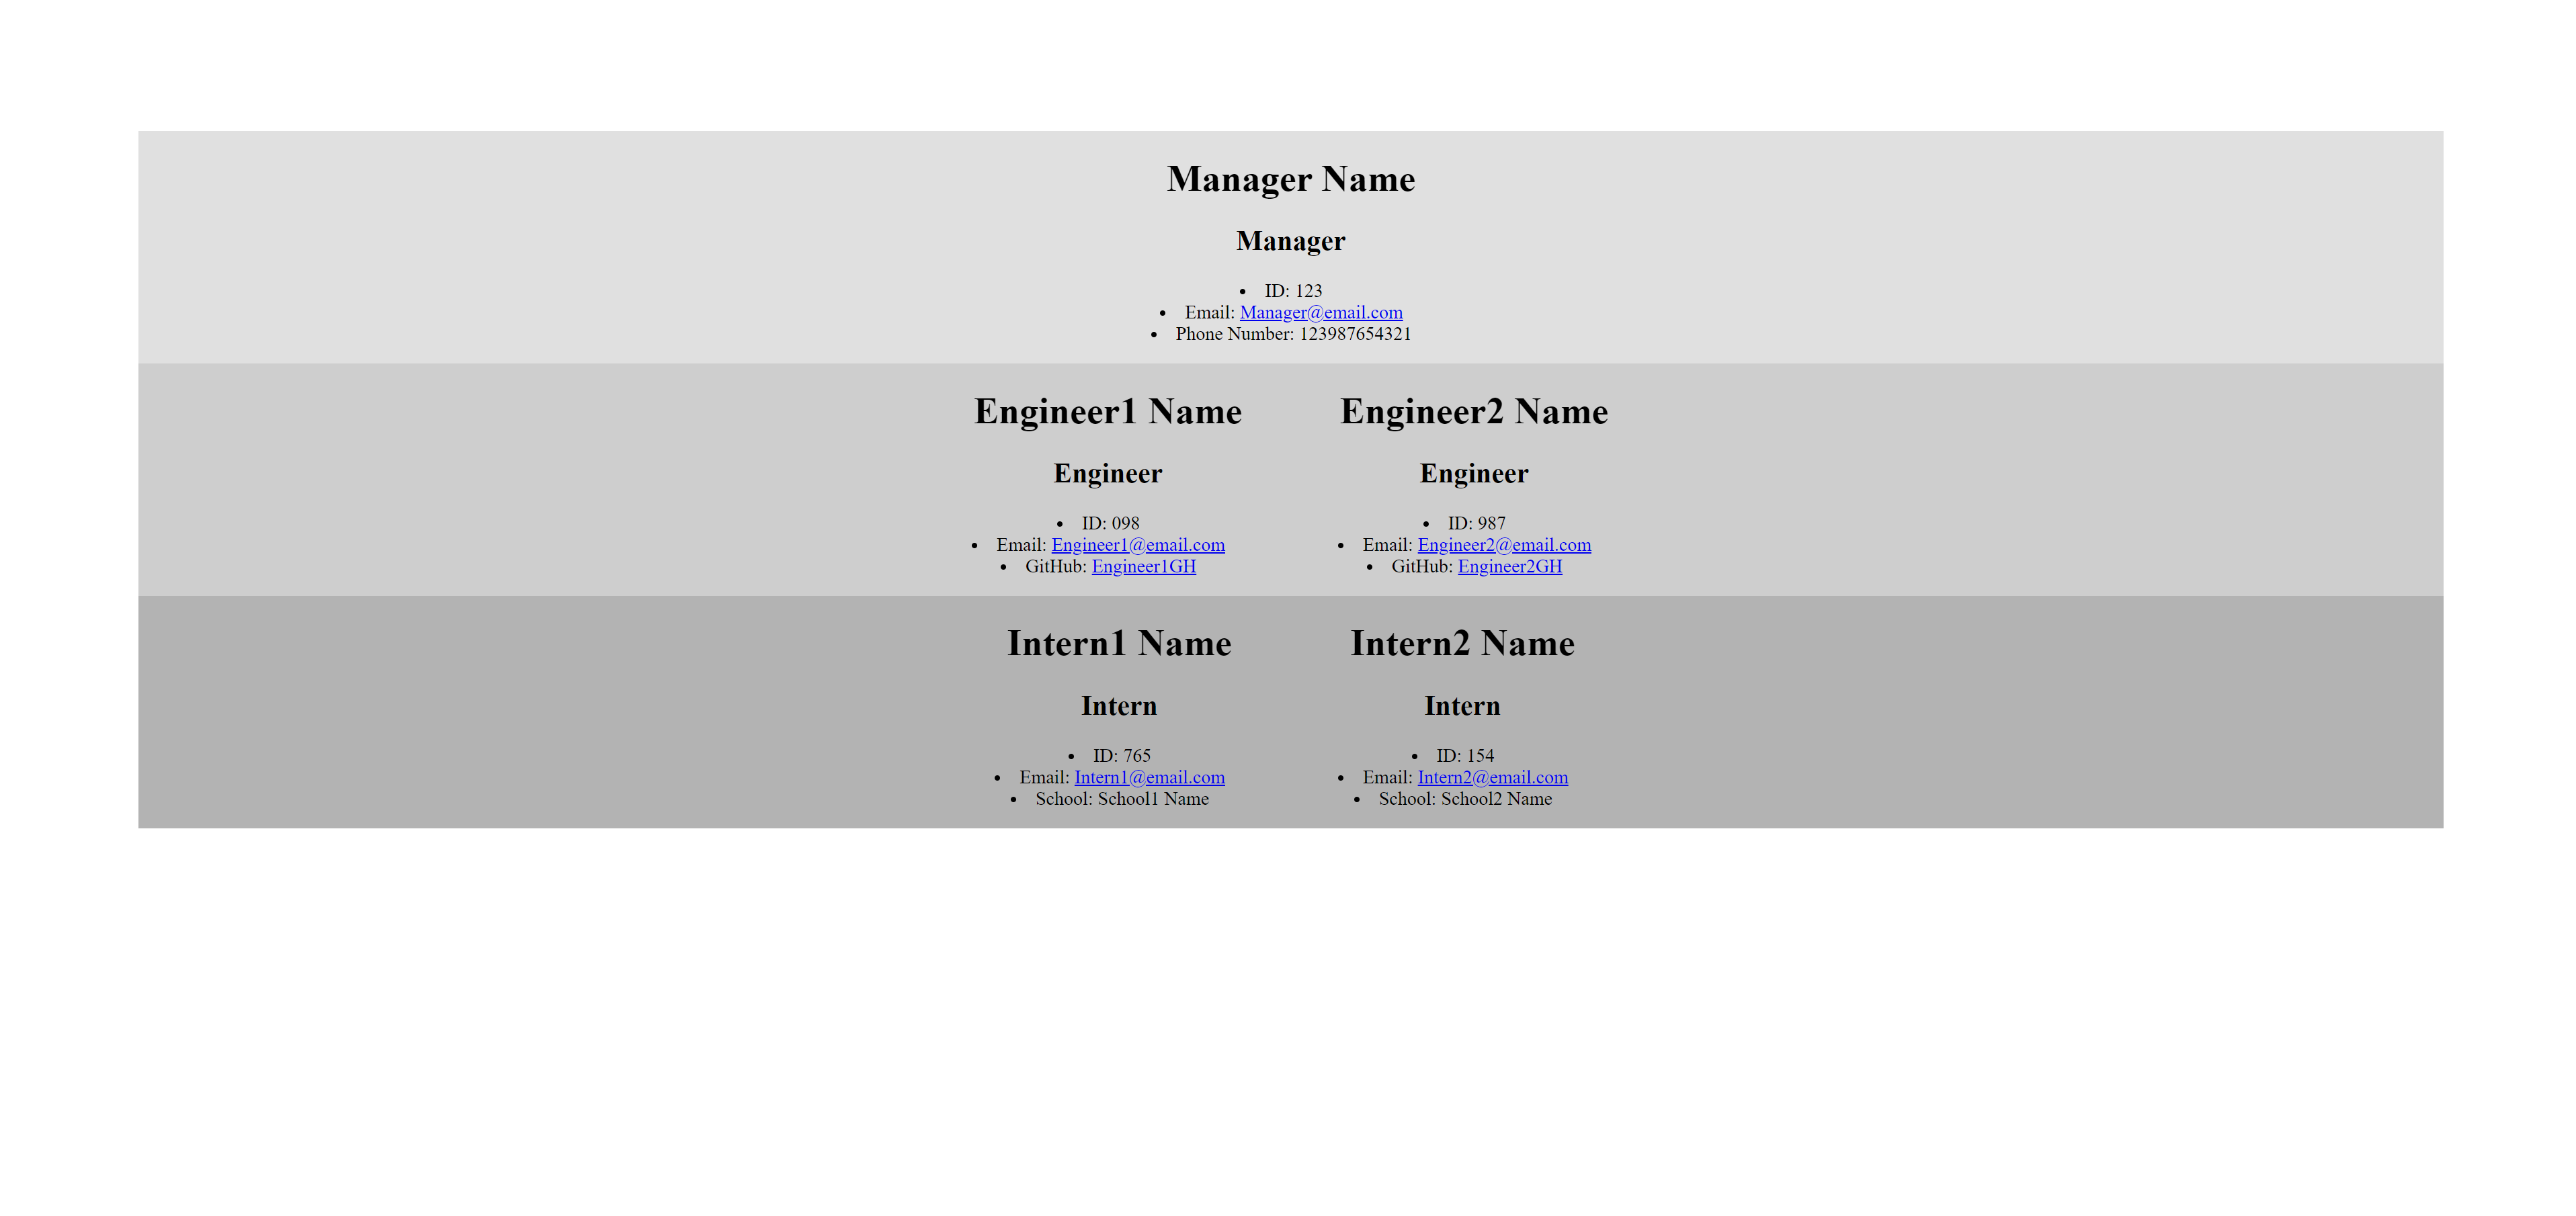 Manager Name
Manager
• ID: 123
• Email: Manager@email.com
• Phone Number: 123987654321
Engineer1 Name
Engineer
• ID: 098
• Email: Engineer1@email.com
• GitHub: Engineer1GH
Engineer2 Name
Engineer
• ID: 987
• Email: Engineer2@email.com
• GitHub: Engineer2GH
Intern1 Name
Intern
• ID: 765
• Email: Intern1@email.com
• School: School1 Name
Intern2 Name
Intern
• ID: 154
• Email: Intern2@email.com
• School: School2 Name